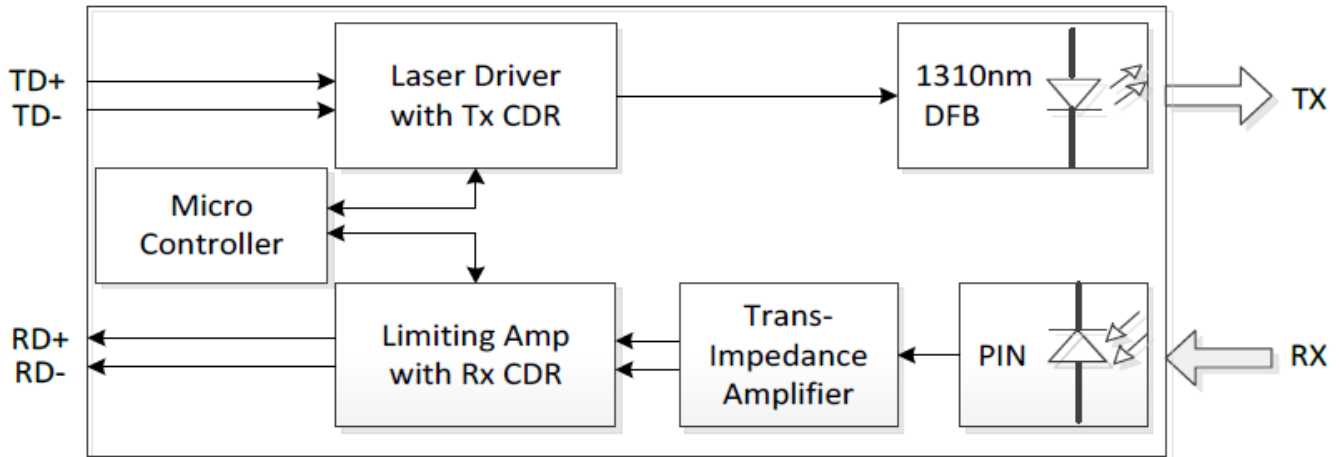 TD+
TD-
Laser Driver
with Tx CDR
1310nm
DFB
TX
Micro
Controller
RD+
RD-
Limiting Amp
with Rx CDR
Trans-
Impedance
Amplifier
PIN
RX